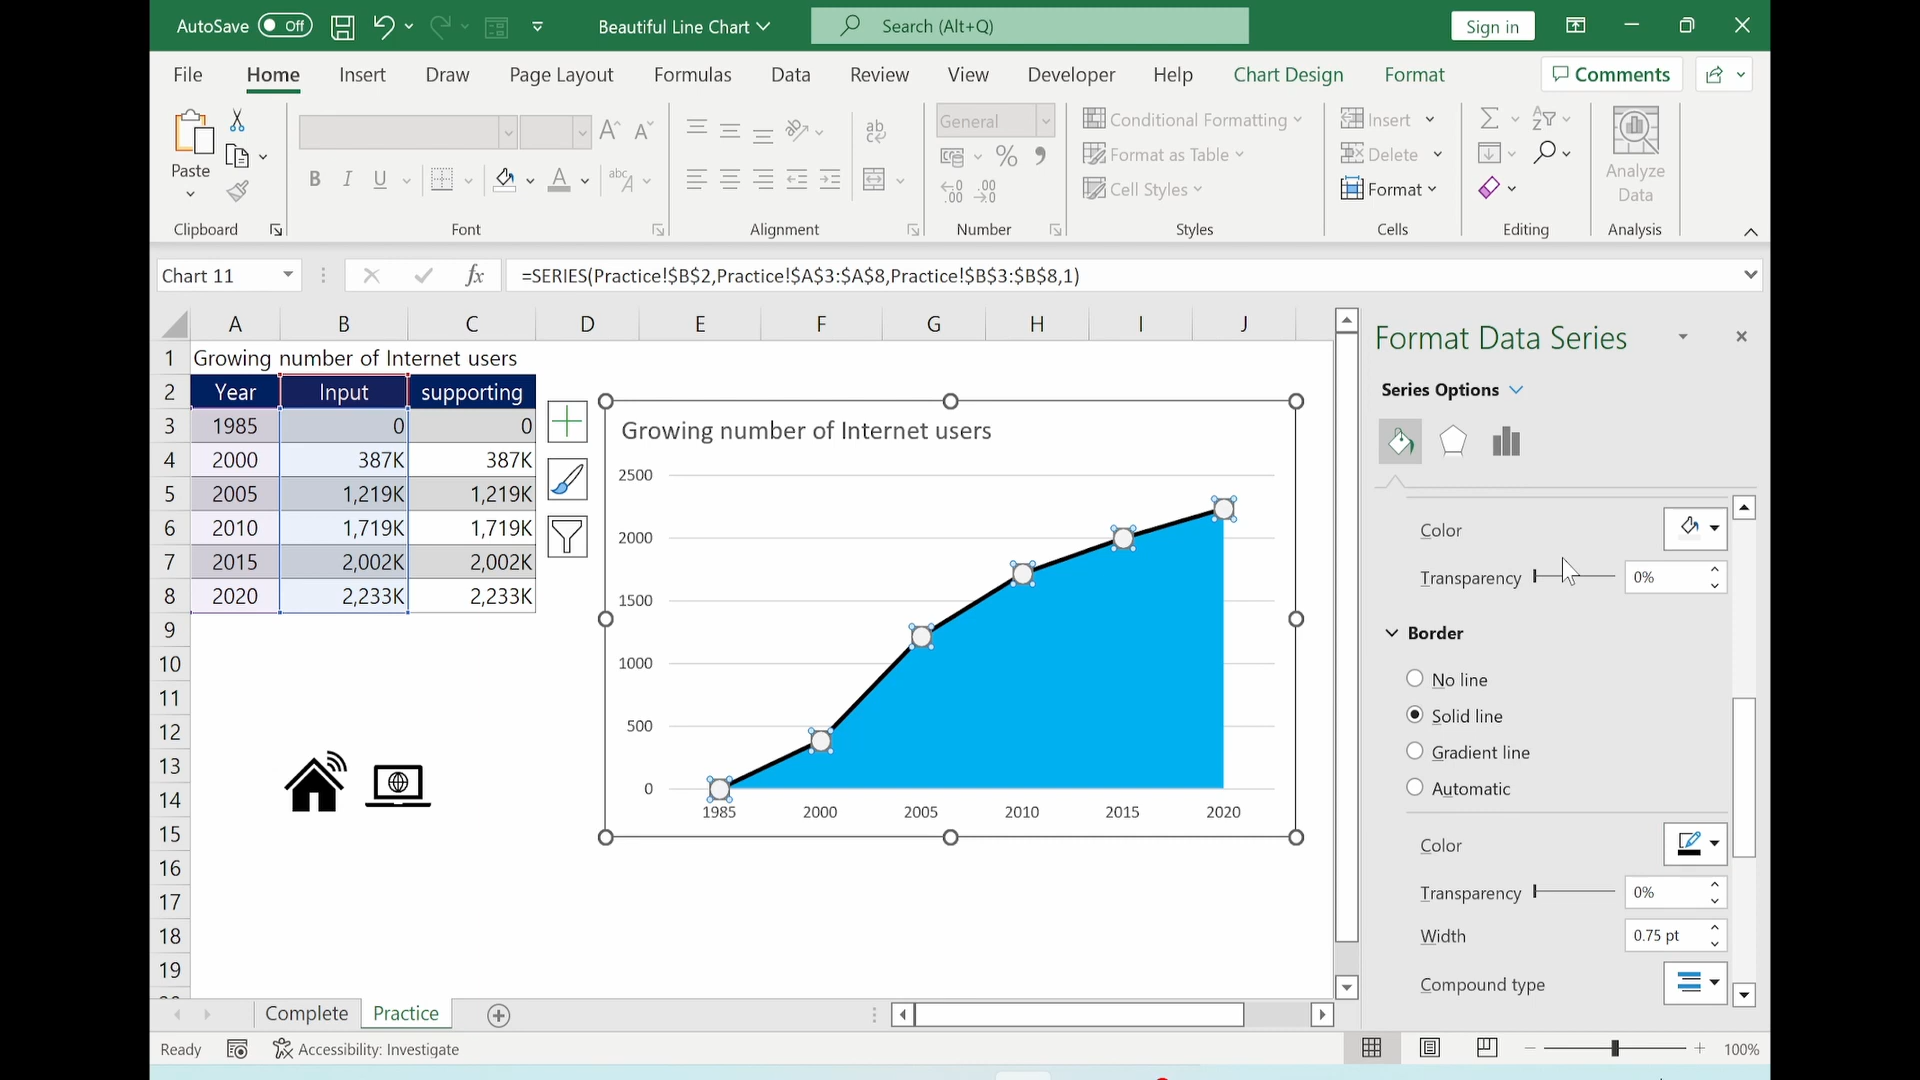 AutoSave Off
Beautiful Line Chart
Search (Alt+Q)
Sign in
File Home Insert Draw Page Layout Formulas Data Review View Developer Help Chart Design Format
Comments
Paste
Clipboard
B I U
A A
A
Font
ab
Alignment
General
% 9
Number
Conditional Formatting
Format as Table
Cell Styles
Styles
Insert
Delete
Format
Cells
Editing
Analyze
Data
Analysis
Chart 11
fx
=SERIES(Practice!$B$2,Practice!$A$3:$A$8,Practice!$B$3:$B$8,1)
A B C D E F G H I J
1 Growing number of Internet users
2 Year Input supporting
3 1985 0 0
4 2000 387K 387K
5 2005 1,219K 1,219K
6 2010 1,719K 1,719K
7 2015 2,002K 2,002K
8 2020 2,233K 2,233K
9
10
11
12
13
14
15
16
17
18
19
Growing number of Internet users
2500
2000
1500
1000
500
0
1985 2000 2005 2010 2015 2020
Format Data Series
Series Options
Color
Transparency 0%
Border
No line
Solid line
Gradient line
Automatic
Color
Transparency 0%
Width 0.75 pt
Compound type
Complete Practice
Ready
Accessibility: Investigate
100%